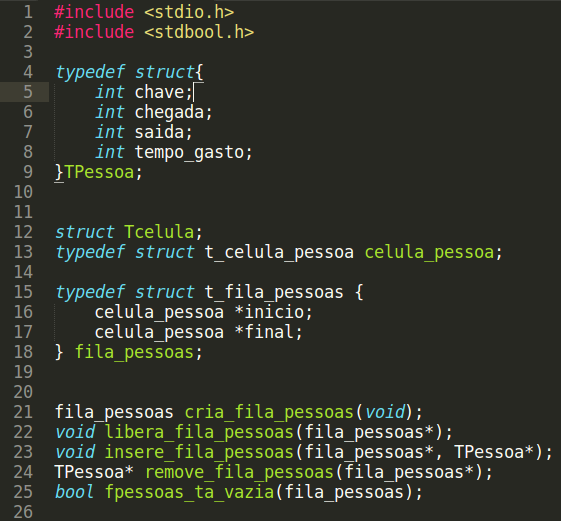 1 #include <stdio.h>
2 #include <stdbool.h>
3
4 typedef struct{
5     int chave;
6     int chegada;
7     int saida;
8     int tempo_gasto;
9 }TPessoa;
10
11
12 struct Tcelula;
13 typedef struct t_celula_pessoa celula_pessoa;
14
15 typedef struct t_fila_pessoas {
16     celula_pessoa *inicio;
17     celula_pessoa *final;
18 } fila_pessoas;
19
20
21 fila_pessoas cria_fila_pessoas(void);
22 void libera_fila_pessoas(fila_pessoas*);
23 void insere_fila_pessoas(fila_pessoas*, TPessoa*);
24 TPessoa* remove_fila_pessoas(fila_pessoas*);
25 bool fpessoas_ta_vazia(fila_pessoas);
26